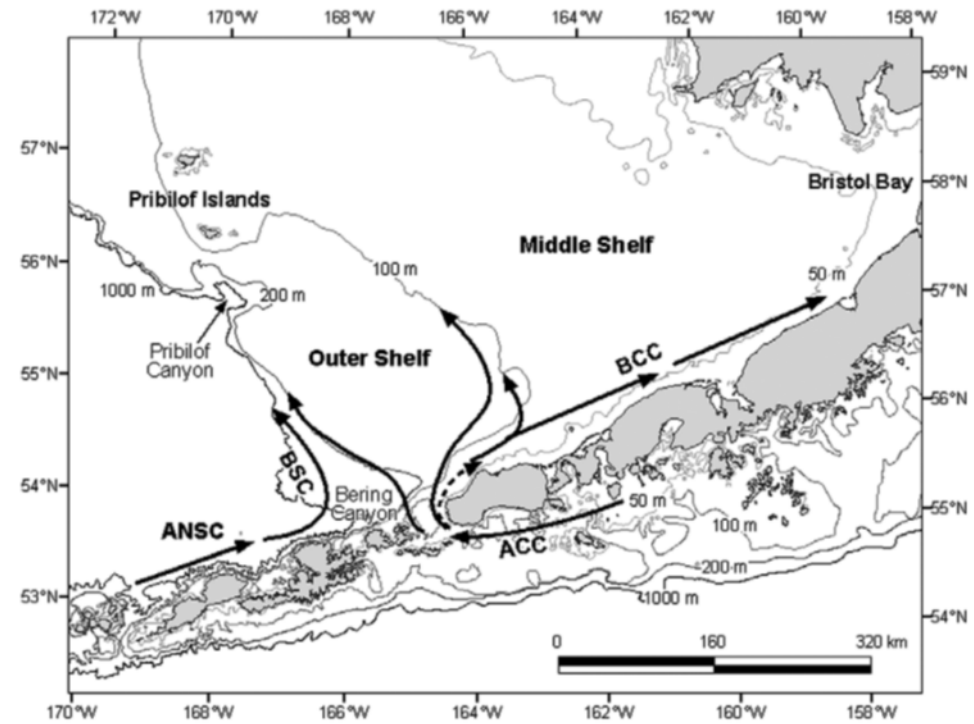 172°W 170°W 168°W 166°W 164°W 162°W 160°W 158°W
59°N
57°N
58°N
Bristol Bay
Pribilof Islands
Middle Shelf
56°N
100 m
50 m
1000 m
200 m
57°N
Pribilof
Canyon
Outer Shelf
BCC
55°N
56°N
BSC
54°N
Bering
Canyon
50 m
55°N
100 m
ANSC
ACC
200 m
1000 m
53°N
54°N
0 160 320 km
170°W 168°W 166°W 164°W 162°W 160°W 158°W